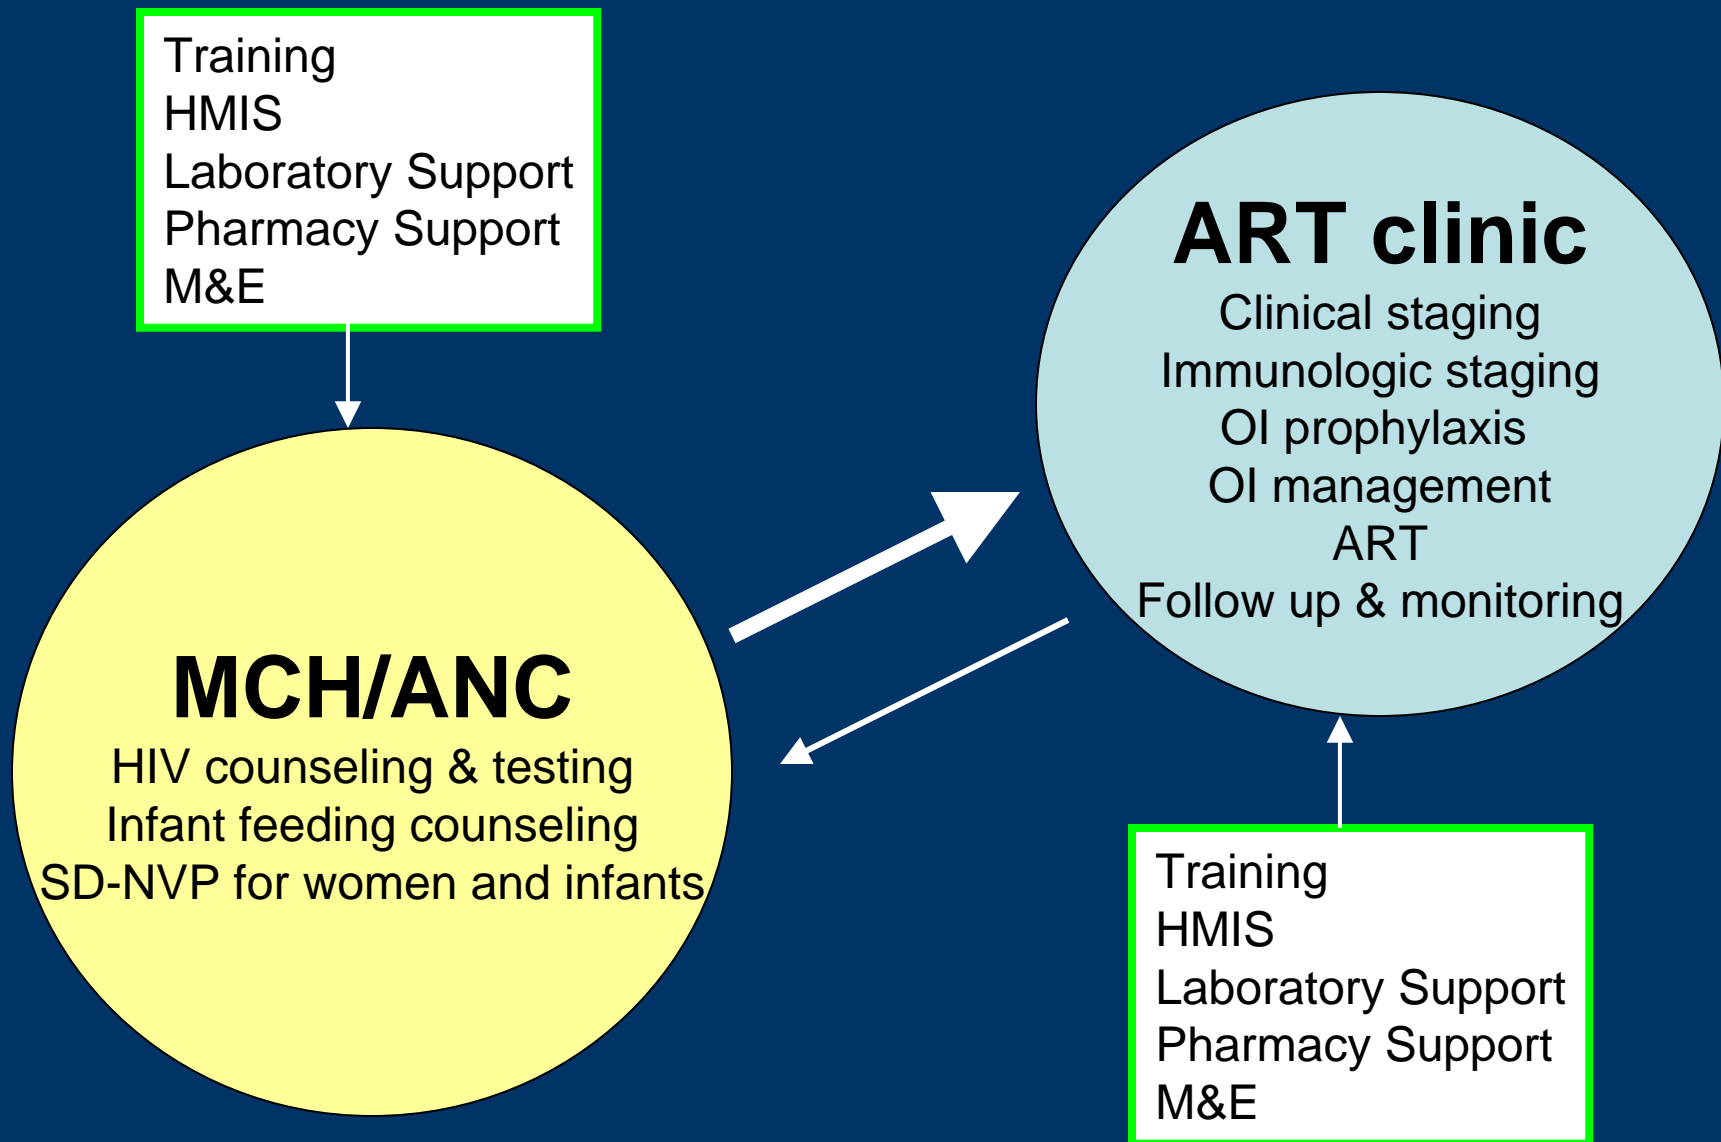 Training
HMIS
Laboratory Support
Pharmacy Support
M&E
ART clinic
Clinical staging
Immunologic staging
OI prophylaxis
OI management
ART
Follow up & monitoring
MCH/ANC
HIV counseling & testing
Infant feeding counseling
SD-NVP for women and infants
Training
HMIS
Laboratory Support
Pharmacy Support
M&E